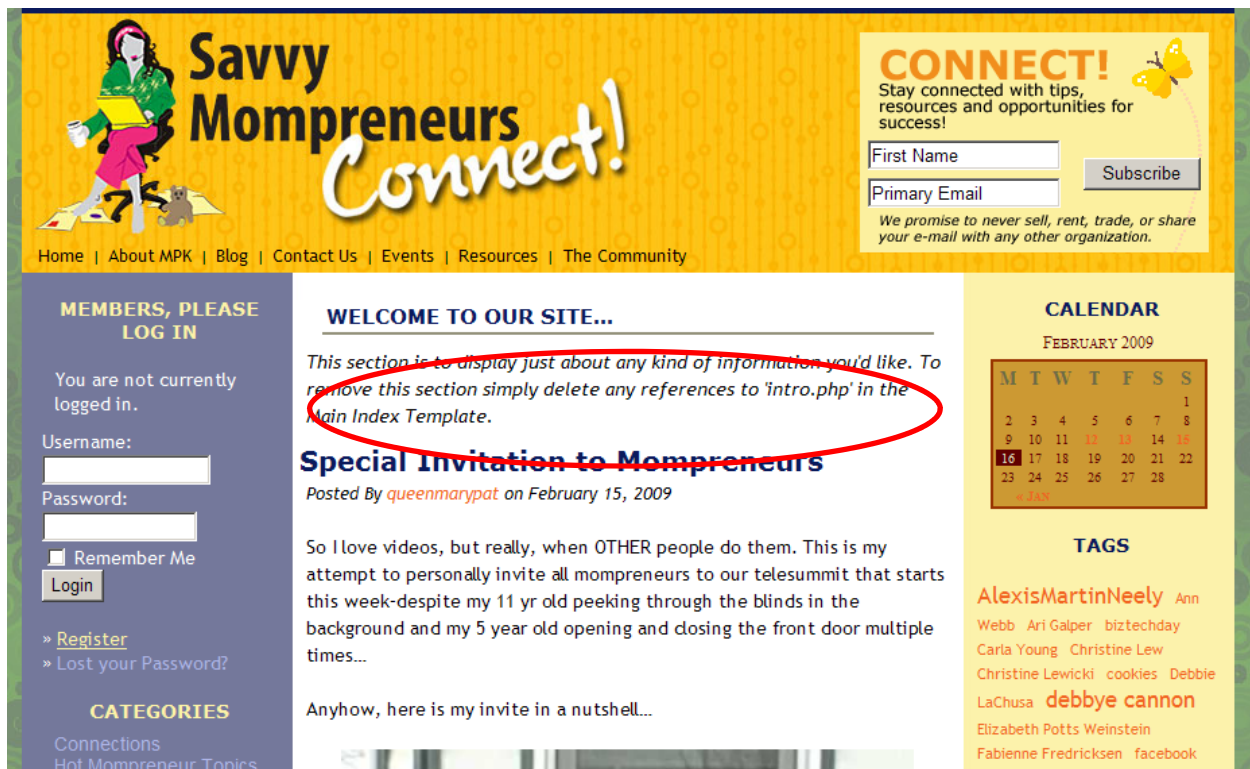 Savvy
Mompreneurs
Connect!
CONNECT!
Stay connected with tips,
resources and opportunities for
success!
First Name
Primary Email
Subscribe
We promise to never sell, rent, trade, or share
your e-mail with any other organization.
Home | About MPK | Blog | Contact Us | Events | Resources | The Community
MEMBERS, PLEASE
LOG IN
You are not currently
logged in.
Username:
Password:
Remember Me
Login
» Register
» Lost your Password?
CATEGORIES
Connections
Hot Mompreneur Topics
WELCOME TO OUR SITE...
This section is to display just about any kind of information you'd like. To
remove this section simply delete any references to 'intro.php' in the
Main Index Template.
Special Invitation to Mompreneurs
Posted By queenmarypat on February 15, 2009
So I love videos, but really, when OTHER people do them. This is my
attempt to personally invite all mompreneurs to our telesummit that starts
this week-despite my 11 yr old peeking through the blinds in the
background and my 5 year old opening and closing the front door multiple
times…
Anyhow, here is my invite in a nutshell…
CALENDAR
FEBRUARY 2009
M T W T F S S
1
2 3 4 5 6 7 8
9 10 11 12 13 14 15
16 17 18 19 20 21 22
23 24 25 26 27 28
« JAN
TAGS
AlexisMartinNeely Ann
Webb Ari Galper biztechday
Carla Young Christine Lew
Christine Lewicki cookies Debbie
LaChusa debbye cannon
Elizabeth Potts Weinstein
Fabienne Fredricksen facebook